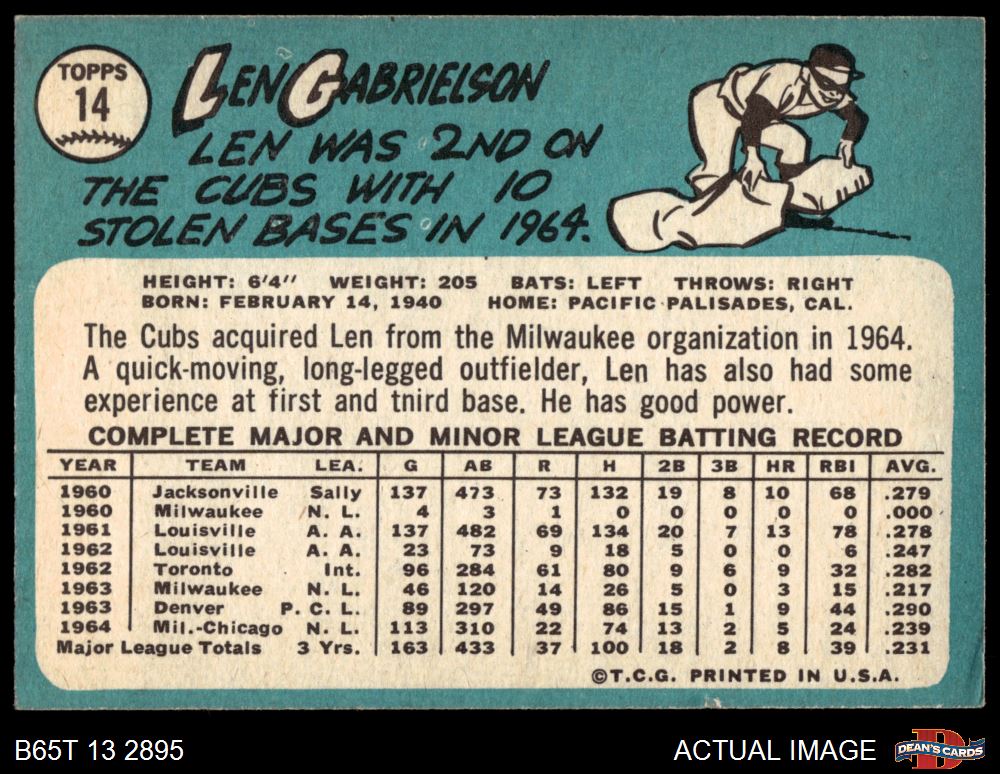 TOPPS
14
LEN GABRIELSON
LEN WAS 2ND ON
THE CUBS WITH 10
STOLEN BASES IN 1964.
HEIGHT: 6'4" WEIGHT: 205 BATS: LEFT THROWS: RIGHT
BORN: FEBRUARY 14, 1940 HOME: PACIFIC PALISADES, CAL.
The Cubs acquired Len from the Milwaukee organization in 1964.
A quick-moving, long-legged outfielder, Len has also had some
experience at first and tnird base. He has good power.
COMPLETE MAJOR AND MINOR LEAGUE BATTING RECORD
YEAR TEAM LEA. G AB R H 2B 3B HR RBI AVG.
1960 Jacksonville Sally 137 473 73 132 19 8 10 68 .279
1960 Milwaukee N. L. 4 3 1 0 0 0 0 0 .000
1961 Louisville A. A. 137 482 69 134 20 7 13 78 .278
1962 Louisville A. A. 23 73 9 18 5 0 0 6 .247
1962 Toronto Int. 96 284 61 80 9 6 9 32 .282
1963 Milwaukee N. L. 46 120 14 26 5 0 3 15 .217
1963 Denver P. C. L. 89 297 49 86 15 1 9 44 .290
1964 Mil.-Chicago N. L. 113 310 22 74 13 2 5 24 .239
Major League Totals 3 Yrs. 163 433 37 100 18 2 8 39 .231
©T.C.G. PRINTED IN U.S.A.
B65T 13 2895 ACTUAL IMAGE DEAN'S CARDS